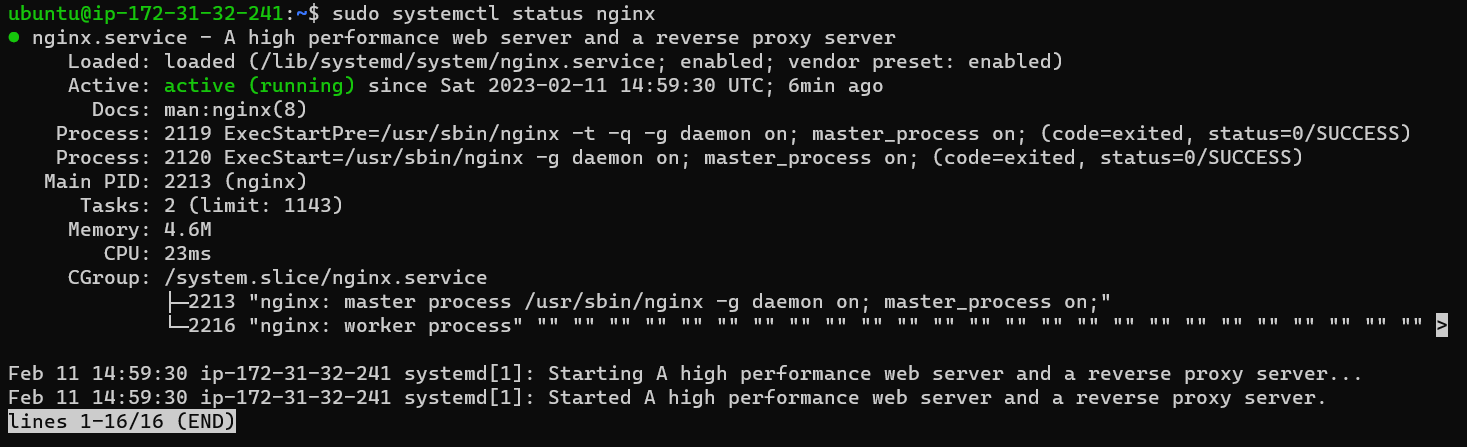 ubuntu@ip-172-31-32-241:~$ sudo systemctl status nginx
● nginx.service - A high performance web server and a reverse proxy server
     Loaded: loaded (/lib/systemd/system/nginx.service; enabled; vendor preset: enabled)
     Active: active (running) since Sat 2023-02-11 14:59:30 UTC; 6min ago
       Docs: man:nginx(8)
    Process: 2119 ExecStartPre=/usr/sbin/nginx -t -q -g daemon on; master_process on; (code=exited, status=0/SUCCESS)
    Process: 2120 ExecStart=/usr/sbin/nginx -g daemon on; master_process on; (code=exited, status=0/SUCCESS)
   Main PID: 2213 (nginx)
      Tasks: 2 (limit: 1143)
     Memory: 4.6M
        CPU: 23ms
     CGroup: /system.slice/nginx.service
             ├─2213 "nginx: master process /usr/sbin/nginx -g daemon on; master_process on;"
             └─2216 "nginx: worker process" "" "" "" "" "" "" "" "" "" "" "" "" "" "" "" "" "" "" "" "" "" "" "" "" "" >
Feb 11 14:59:30 ip-172-31-32-241 systemd[1]: Starting A high performance web server and a reverse proxy server...
Feb 11 14:59:30 ip-172-31-32-241 systemd[1]: Started A high performance web server and a reverse proxy server.
lines 1-16/16 (END)